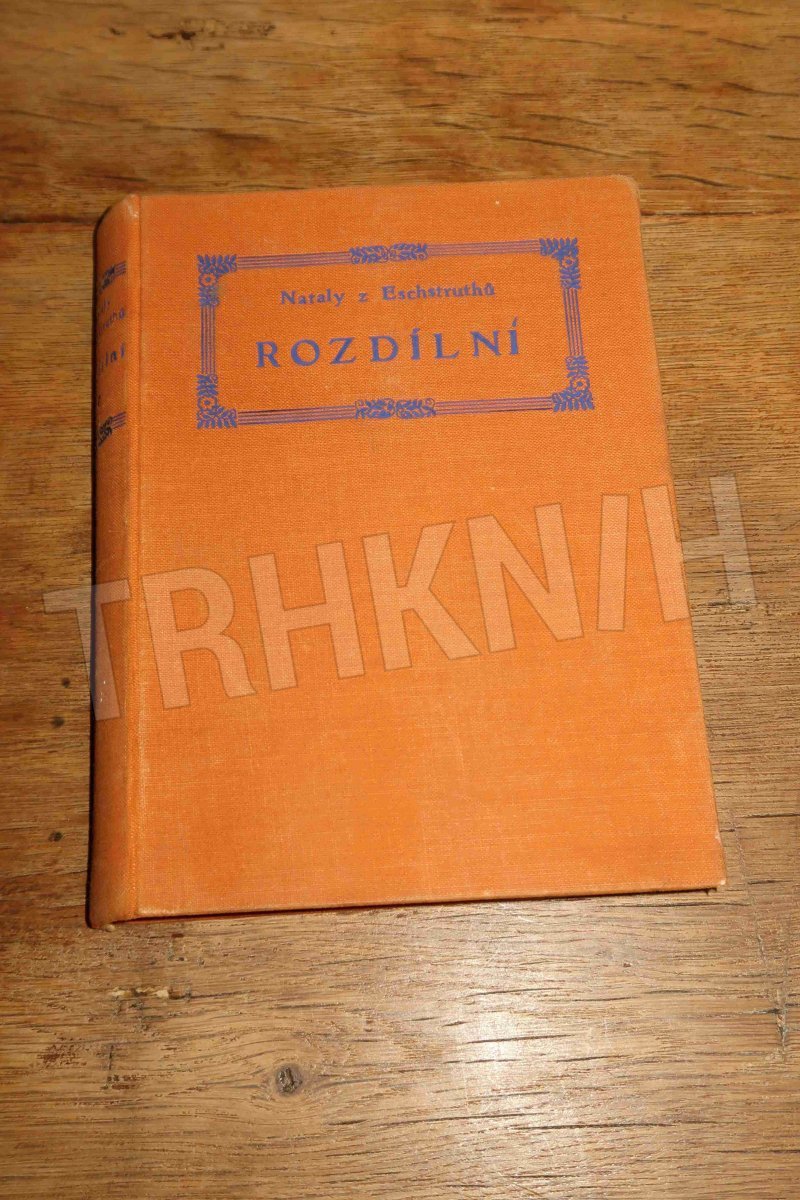 Nataly z Eschstruthů
ROZDÍLNÍ
TRHKNIH